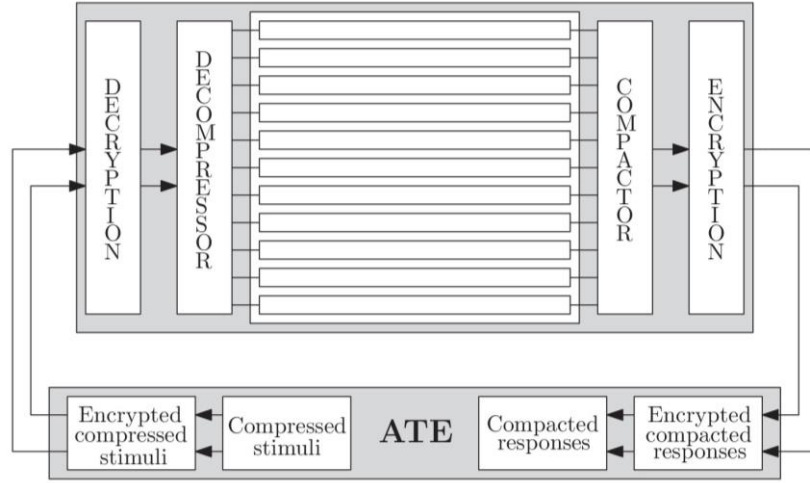 DECRYPTION
DECOMPRESSOR
COMPACTOR
ENCRYPTION
Encrypted
compressed
stimuli
Compressed
stimuli
ATE
Compacted
responses
Encrypted
compacted
responses